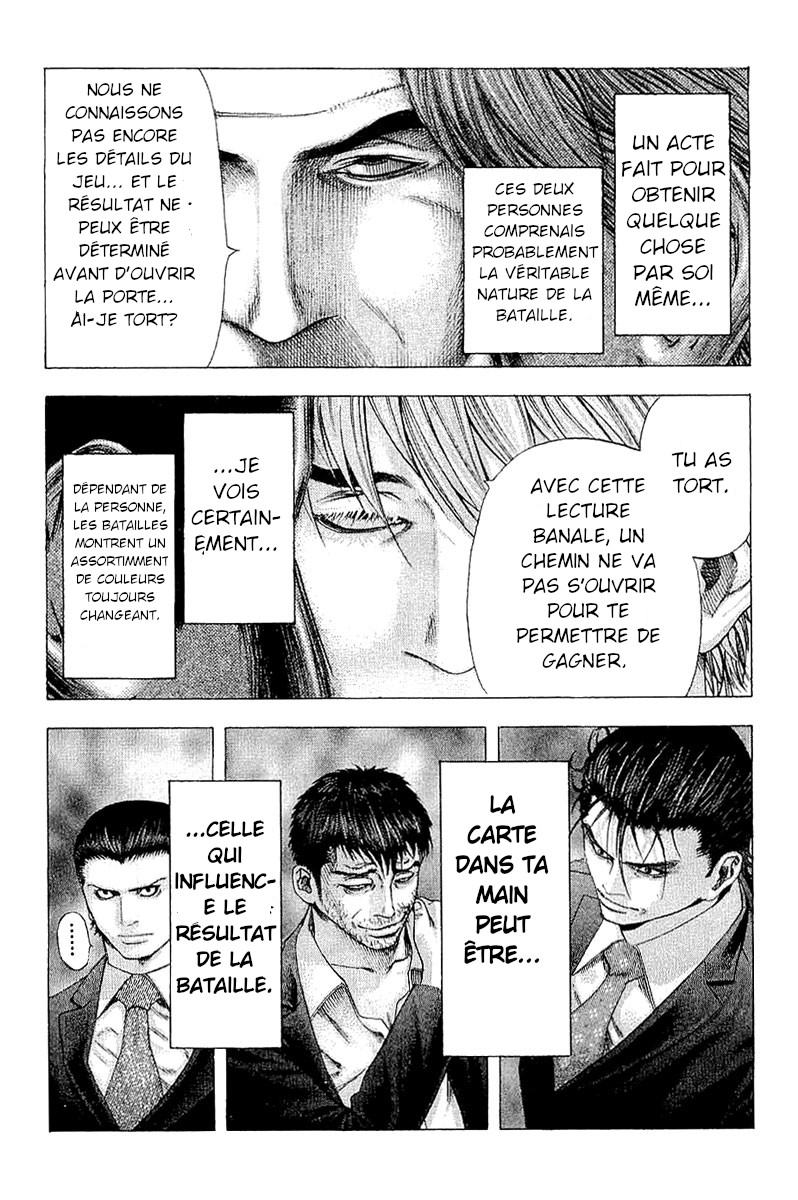 UN ACTE
FAIT POUR
OBTENIR
QUELQUE
CHOSE
PAR SOI
MÊME...
CES DEUX
PERSONNES
COMPRENAIS
PROBABLEMENT
LA VÉRITABLE
NATURE DE LA
BATAILLE.
NOUS NE
CONNAISSONS
PAS ENCORE
LES DÉTAILS DU
JEU... ET LE
RÉSULTAT NE
PEUX ÊTRE
DÉTERMINÉ
AVANT D'OUVRIR
LA PORTE...
AI-JE TORT?
TU AS
TORT.
AVEC CETTE
LECTURE
BANALE, UN
CHEMIN NE VA
PAS S'OUVRIR
POUR TE
PERMETTRE DE
GAGNER.
...JE
VOIS
CERTAIN-
EMENT...
DÉPENDANT DE
LA PERSONNE,
LES BATAILLES
MONTRENT UN
ASSORTIMMENT
DE COULEURS
TOUJOURS
CHANGEANT.
LA
CARTE
DANS TA
MAIN
PEUT
ÊTRE...
...CELLE
QUI
INFLUENC-
E LE
RÉSULTAT
DE LA
BATAILLE.
......